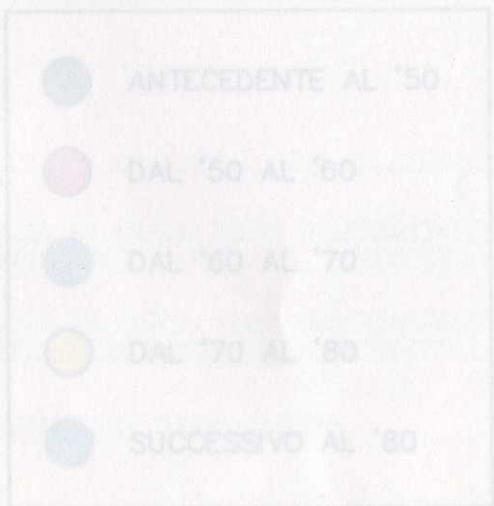 ANTECEDENTE AL '50
DAL '50 AL '60
DAL '60 AL '70
DAL '70 AL '80
SUCCESSIVO AL '80